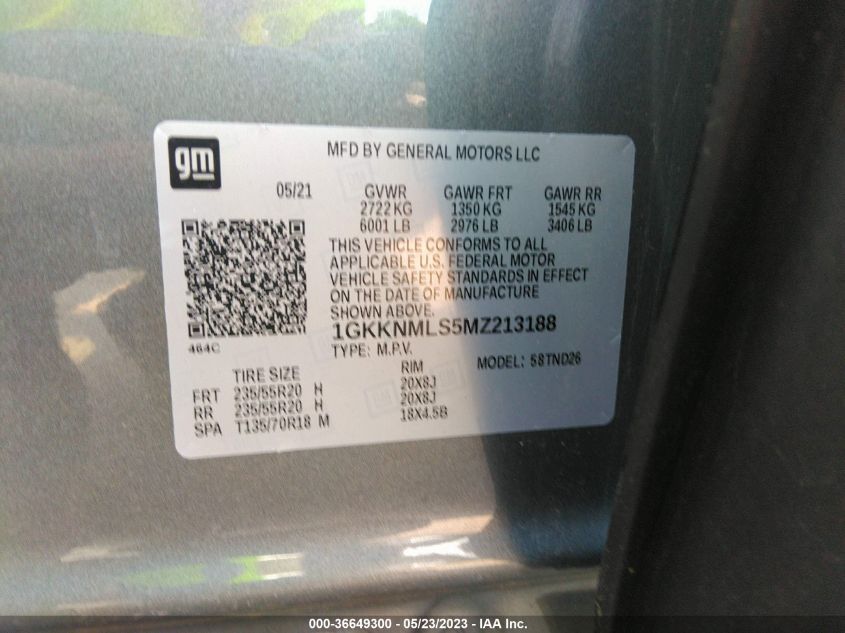 gm
MFD BY GENERAL MOTORS LLC
05/21 GVWR GAWR FRT GAWR RR
2722 KG 1350 KG 1545 KG
6001 LB 2976 LB 3406 LB
THIS VEHICLE CONFORMS TO ALL
APPLICABLE U.S. FEDERAL MOTOR
VEHICLE SAFETY STANDARDS IN EFFECT
ON THE DATE OF MANUFACTURE
SHOWN ABOVE.
1GKKNMLS5MZ213188
464C
TYPE: M.P.V. MODEL: 58TND26
TIRE SIZE RIM
FRT 235/55R20 H 20X8J
RR 235/55R20 H 20X8J
SPA T135/70R18 M 18X4.5B
000-36649300 - 05/23/2023 - IAA Inc.